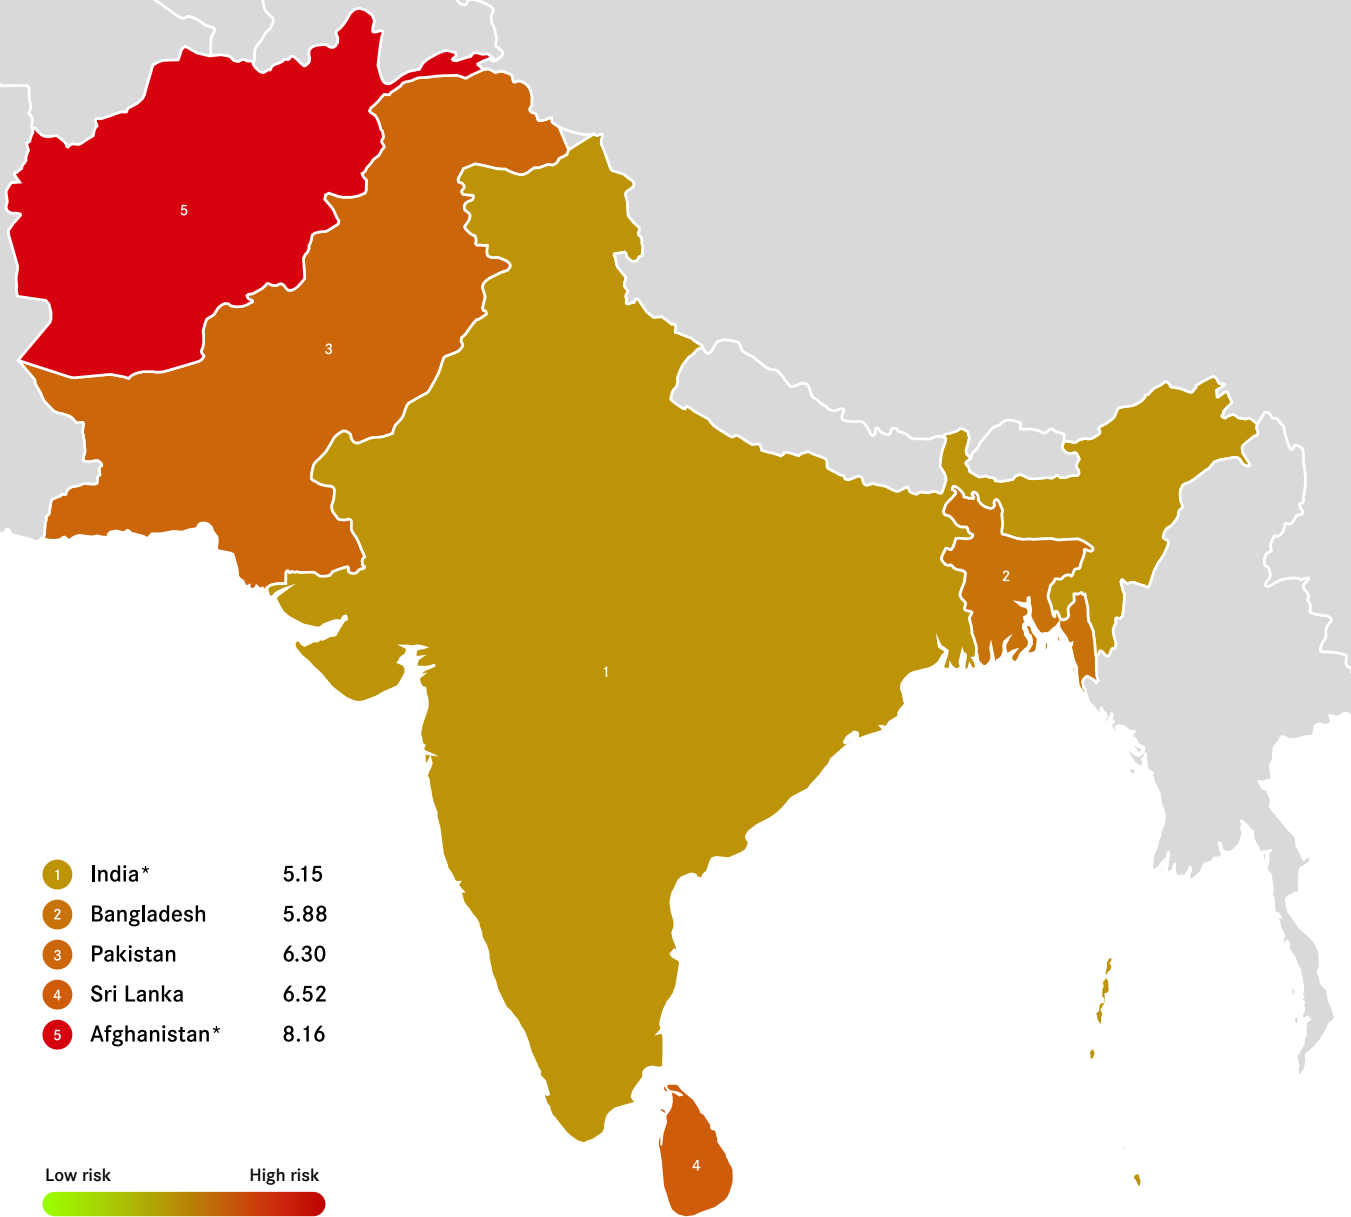 5
3
2
1
1 India* 5.15
2 Bangladesh 5.88
3 Pakistan 6.30
4 Sri Lanka 6.52
5 Afghanistan* 8.16
4
Low risk High risk